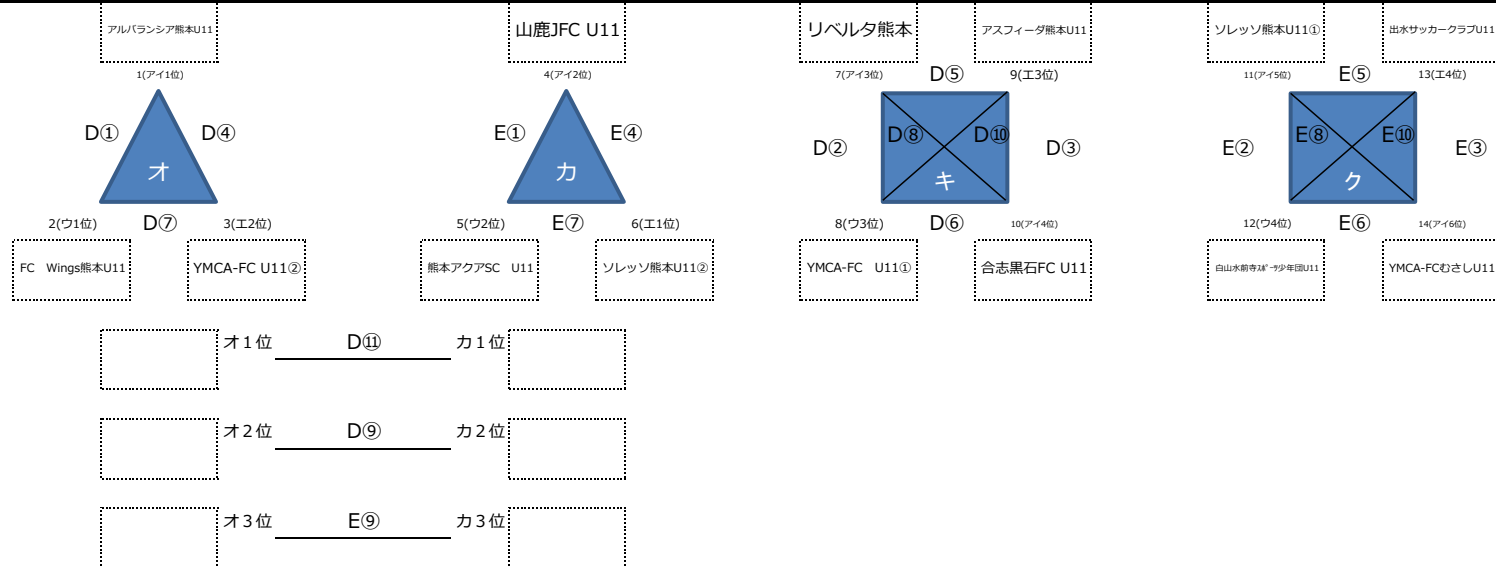 アルバランシア熊本U11
山鹿JFC U11
リベルタ熊本
アスフィーダ熊本U11
ソレッソ熊本U11①
出水サッカークラブU11
1(アイ1位)
4(アイ2位)
7(アイ3位)
D⑤
9(エ3位)
11(アイ5位)
E⑤
13(エ4位)
D①
D④
E①
E④
D②
D⑧
D⑩
D③
E②
E⑧
E⑩
E③
オ
カ
キ
ク
2(ウ1位)
D⑦
3(エ2位)
5(ウ2位)
E⑦
6(エ1位)
8(ウ3位)
D⑥
10(アイ4位)
12(ウ4位)
E⑥
14(アイ6位)
FC Wings熊本U11
YMCA-FC U11②
熊本アクアSC U11
ソレッソ熊本U11②
YMCA-FC U11①
合志黒石FC U11
白山水前寺ｽﾎﾟｰﾂ少年団U11
YMCA-FCむさしU11
オ１位
D⑪
カ１位
オ２位
D⑨
カ２位
オ３位
E⑨
カ３位